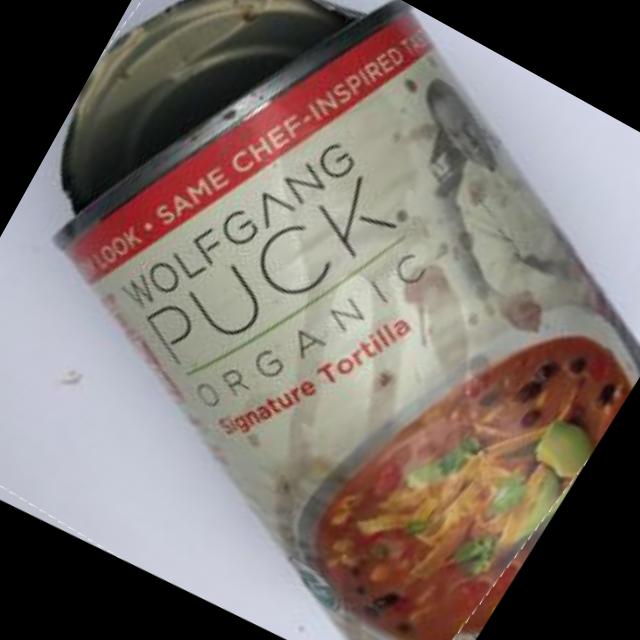 LOOK • SAME CHEF-INSPIRED
WOLFGANG
PUCK
ORGANIC
Signature Tortilla